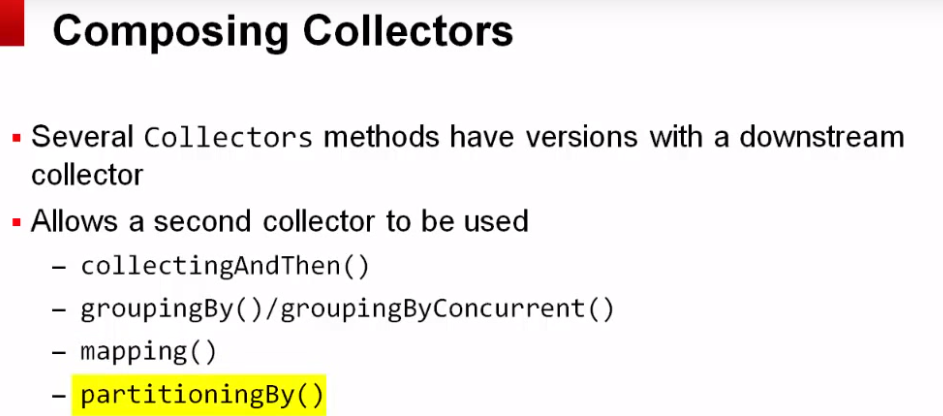 Composing Collectors
▪ Several Collectors methods have versions with a downstream
collector
▪ Allows a second collector to be used
– collectingAndThen()
– groupingBy()/groupingByConcurrent()
– mapping()
– partitioningBy()